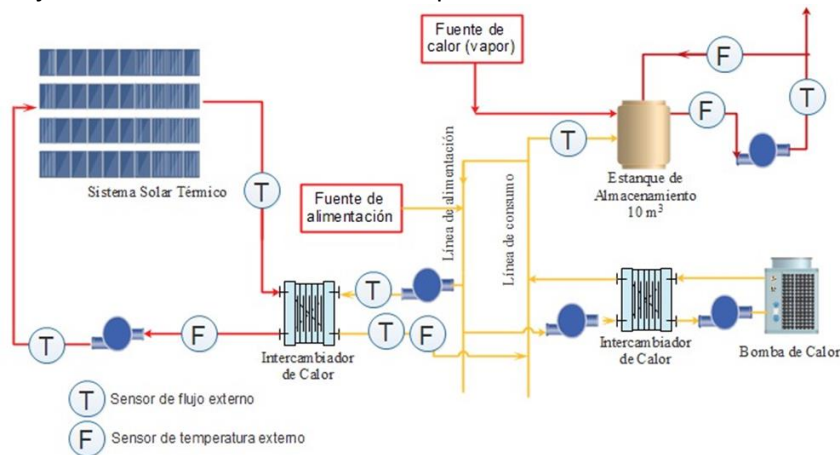 Fuente de
calor (vapor)
F
T
F
T
Sistema Solar Térmico
T
Fuente de
alimentación
Línea de alimentación
Línea de consumo
Estanque de
Almacenamiento
10 m³
T
T
F
T
F
Intercambiador
de Calor
Intercambiador
de Calor
Bomba de Calor
T Sensor de flujo externo
F Sensor de temperatura externo